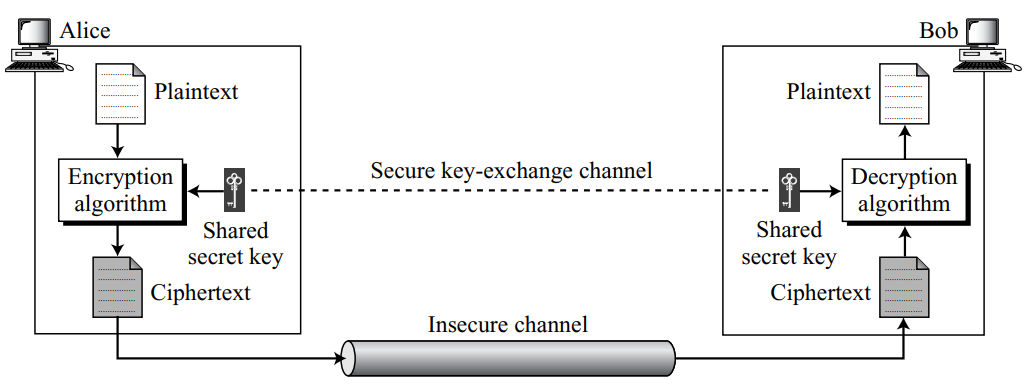 Alice
Bob
Plaintext
Plaintext
Encryption
algorithm
Secure key-exchange channel
Decryption
algorithm
Shared
secret key
Shared
secret key
Ciphertext
Ciphertext
Insecure channel